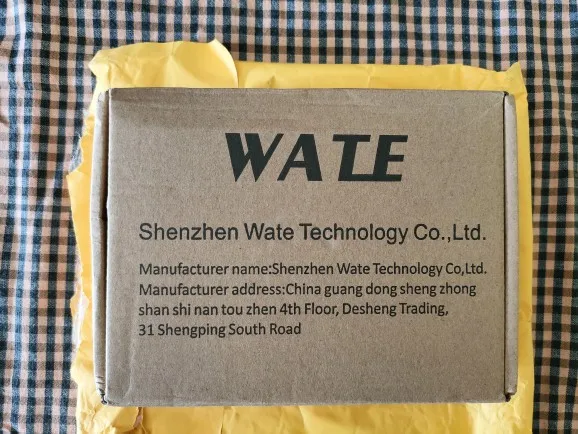 WATE
Shenzhen Wate Technology Co.,Ltd.
Manufacturer name:Shenzhen Wate Technology Co,Ltd.
Manufacturer address:China guang dong sheng zhong
shan shi nan tou zhen 4th Floor, Desheng Trading,
31 Shengping South Road